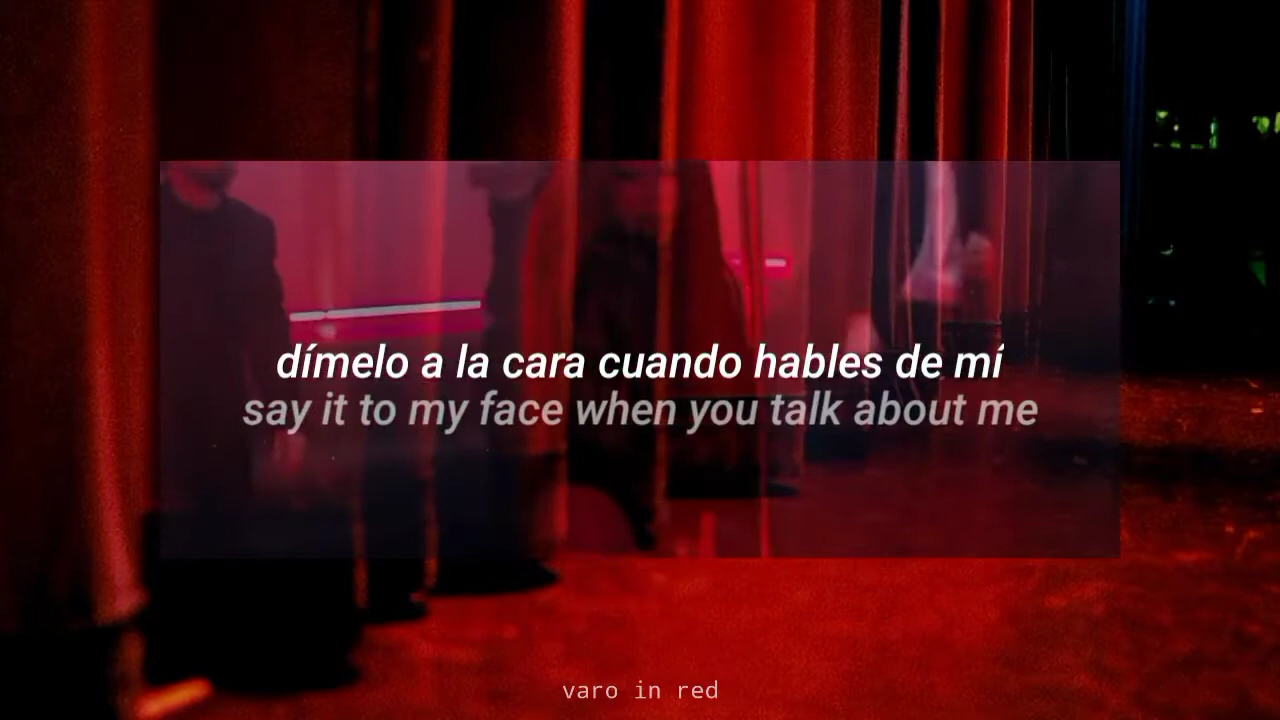 dímelo a la cara cuando hables de mí
say it to my face when you talk about me
varo in red